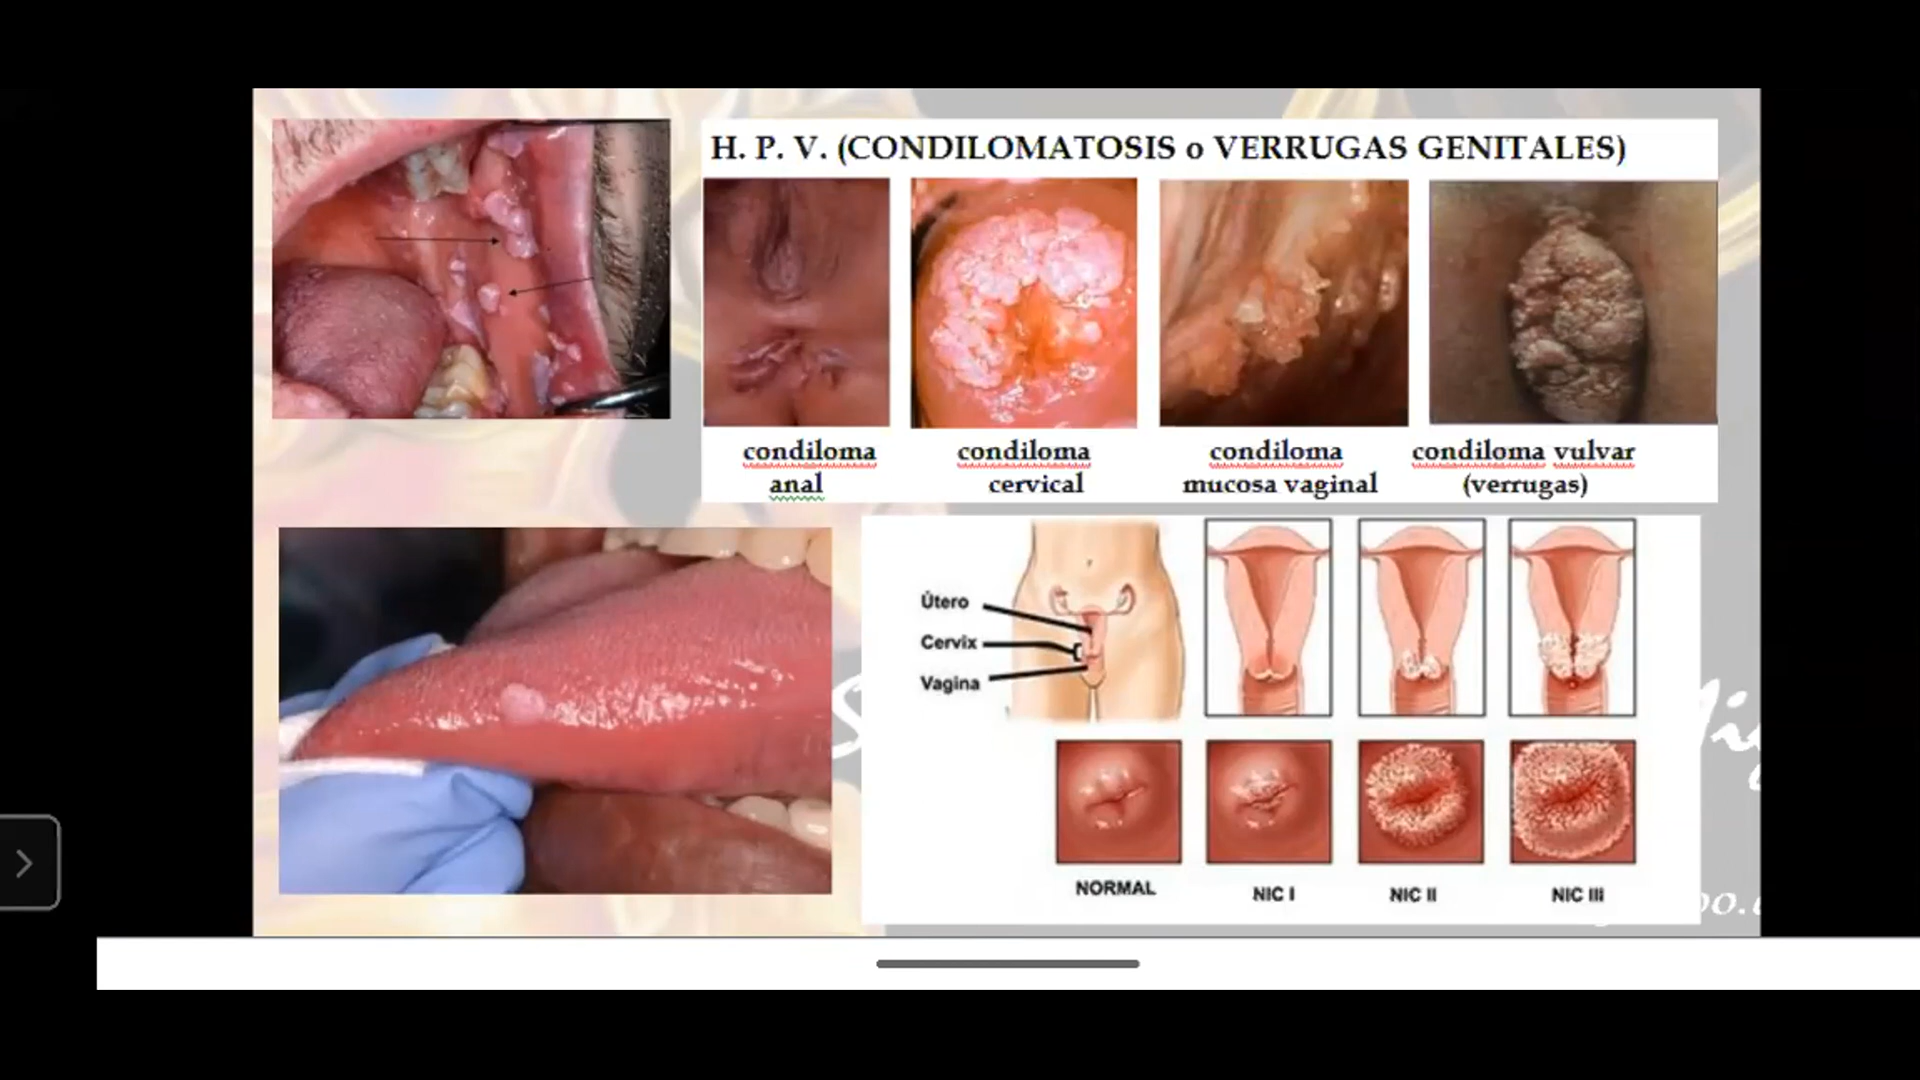 H. P. V. (CONDILOMATOSIS o VERRUGAS GENITALES)
condiloma anal
condiloma cervical
condiloma mucosa vaginal
condiloma vulvar (verrugas)
Útero
Cervix
Vagina
NORMAL
NIC I
NIC II
NIC III